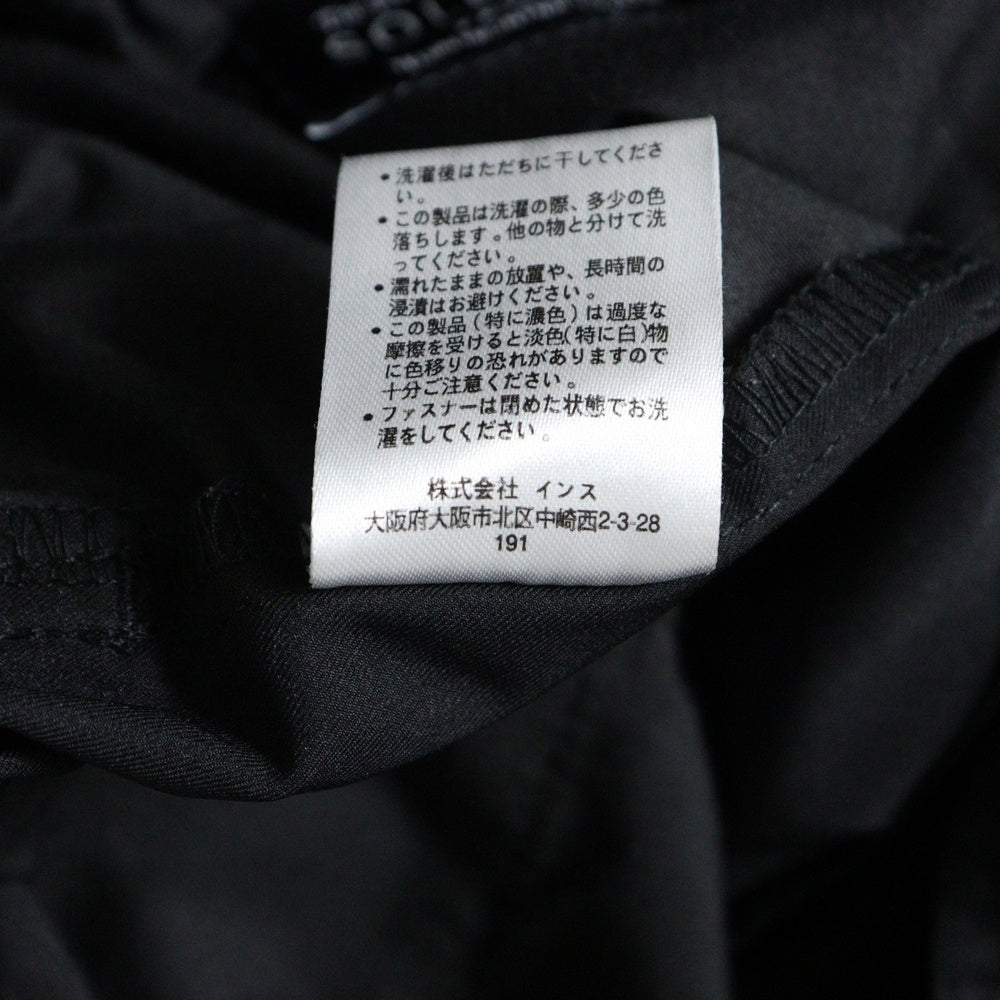 SOL
• 洗濯後はただちに干してくださ
い。
• この製品は洗濯の際、多少の色
落ちします。他の物と分けて洗
ってください。
• 濡れたままの放置や、長時間の
浸漬はお避けください。
• この製品(特に濃色)は過度な
摩擦を受けると淡色(特に白)物
に色移りの恐れがありますので
十分ご注意ください。
• ファスナーは閉めた状態でお洗
濯をしてください。
株式会社 インス
大阪府大阪市北区中崎西2-3-28
191